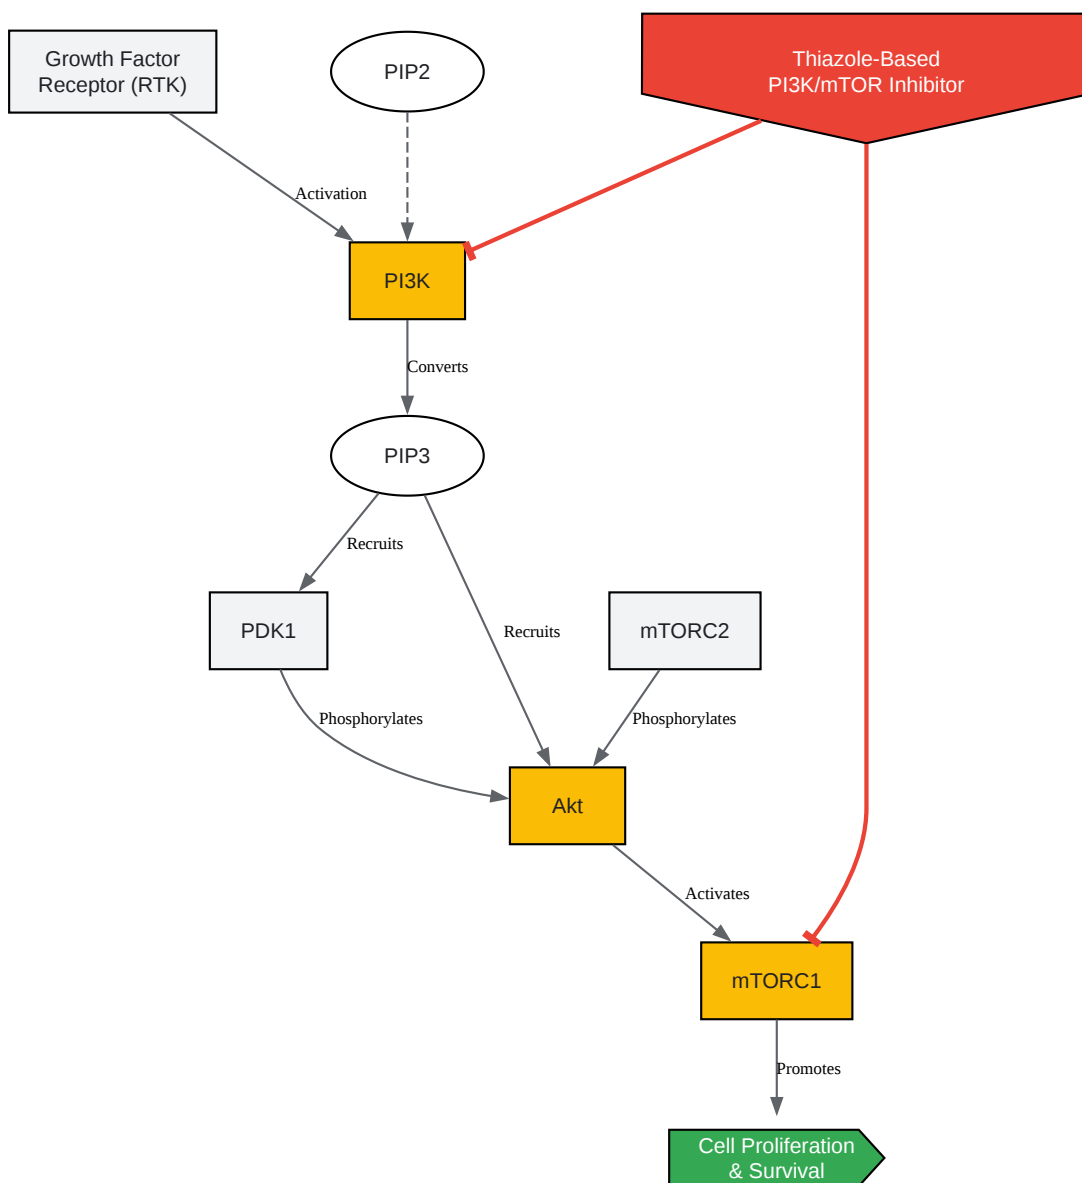 Growth Factor
Receptor (RTK)
PIP2
Thiazole-Based
PI3K/mTOR Inhibitor
Activation
PI3K
Converts
PIP3
Recruits
PDK1
Recruits
mTORC2
Phosphorylates
Phosphorylates
Akt
Activates
mTORC1
Promotes
Cell Proliferation
& Survival